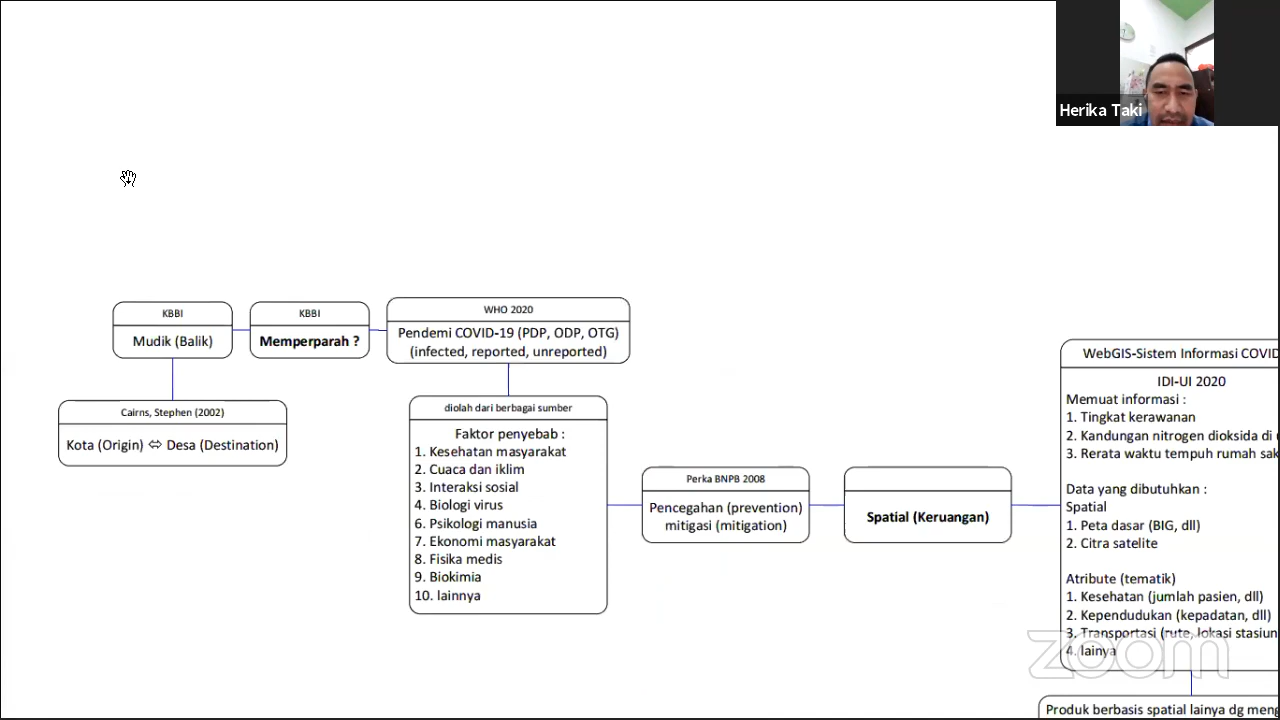 Herika Taki
KBBI
Mudik (Balik)
KBBI
Memperparah ?
WHO 2020
Pendemi COVID-19 (PDP, ODP, OTG)
(infected, reported, unreported)
Cairns, Stephen (2002)
Kota (Origin) ⇔ Desa (Destination)
diolah dari berbagai sumber
Faktor penyebab :
1. Kesehatan masyarakat
2. Cuaca dan iklim
3. Interaksi sosial
4. Biologi virus
6. Psikologi manusia
7. Ekonomi masyarakat
8. Fisika medis
9. Biokimia
10. lainnya
Perka BNPB 2008
Pencegahan (prevention)
mitigasi (mitigation)
Spatial (Keruangan)
WebGIS-Sistem Informasi COVID
IDI-UI 2020
Memuat informasi :
1. Tingkat kerawanan
2. Kandungan nitrogen dioksida di
3. Rerata waktu tempuh rumah sak
Data yang dibutuhkan :
Spatial
1. Peta dasar (BIG, dll)
2. Citra satelite
Atribute (tematik)
1. Kesehatan (jumlah pasien, dll)
2. Kependudukan (kepadatan, dll)
3. Transportasi (rute, lokasi stasiun
4. lainya
zoom
Produk berbasis spatial lainya dg meng